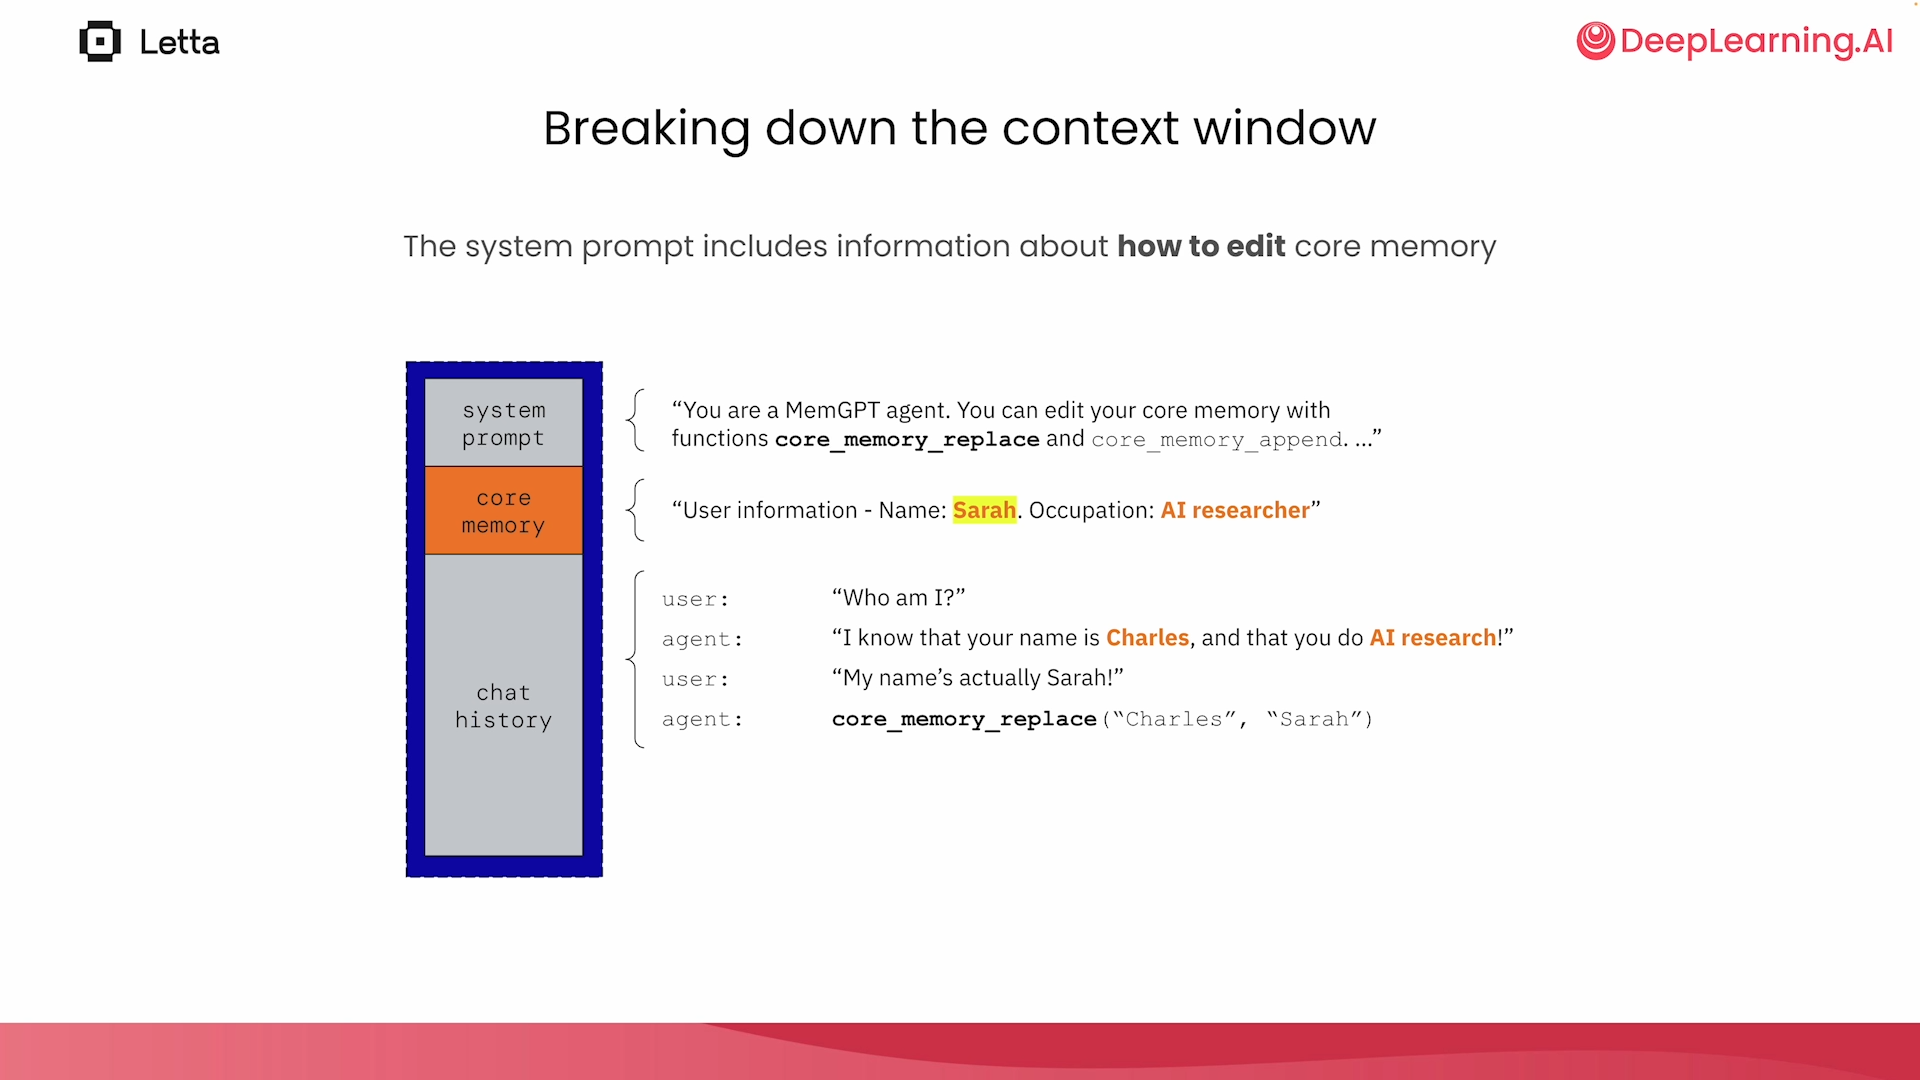 Letta
DeepLearning.AI
Breaking down the context window
The system prompt includes information about how to edit core memory
system
prompt
“You are a MemGPT agent. You can edit your core memory with
functions core_memory_replace and core_memory_append. ...”
core
memory
“User information - Name: Sarah. Occupation: AI researcher”
chat
history
user: “Who am I?”
agent: “I know that your name is Charles, and that you do AI research!”
user: “My name’s actually Sarah!”
agent: core_memory_replace(“Charles”, “Sarah”)